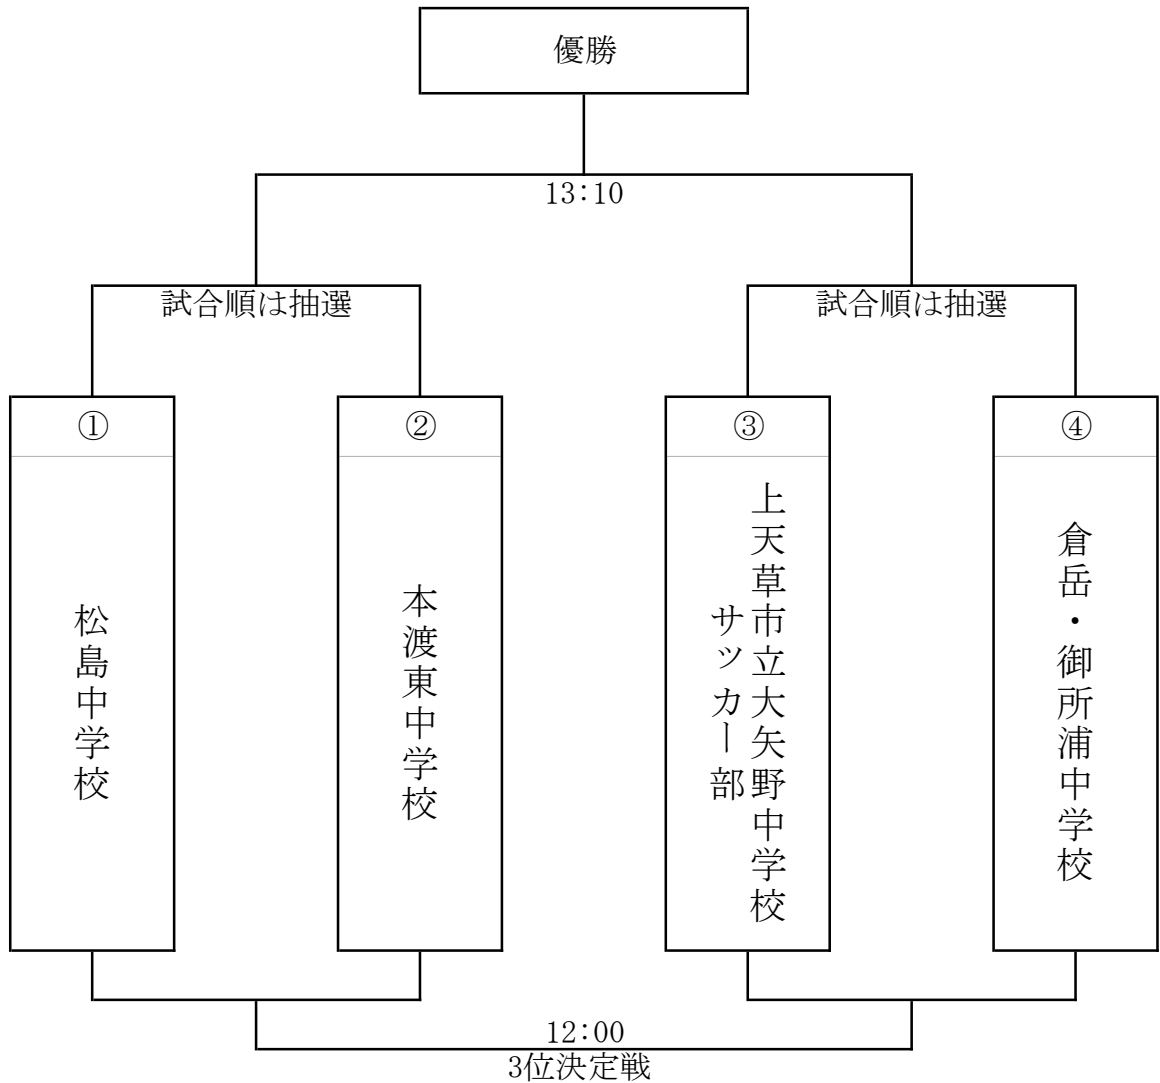 優勝
13:10
試合順は抽選
試合順は抽選
①
②
③
④
松島中学校
本渡東中学校
上天草市立大矢野中学校
サッカー部
倉岳・御所浦中学校
12:00
3位決定戦